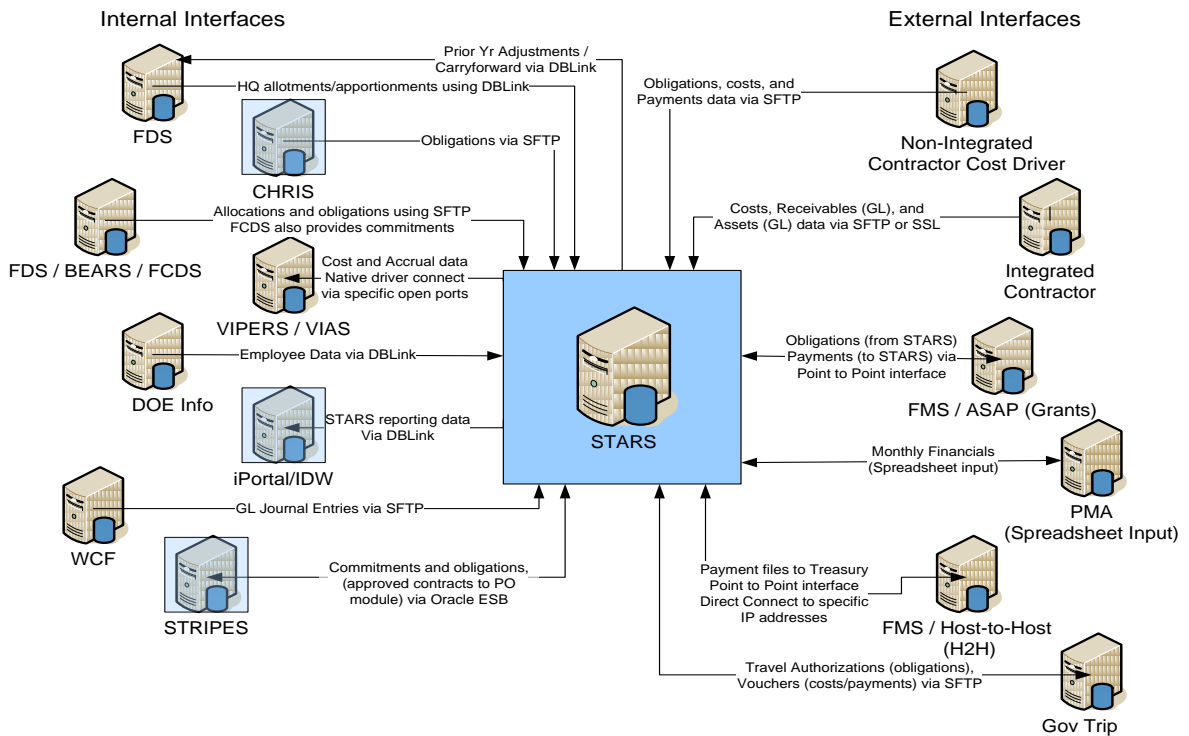 Internal Interfaces
External Interfaces
Prior Yr Adjustments /
Carryforward via DBLink
HQ allotments/apportionments using DBLink
FDS
Obligations via SFTP
CHRIS
Allocations and obligations using SFTP
FCDS also provides commitments
FDS / BEARS / FCDS
Cost and Accrual data
Native driver connect
via specific open ports
VIPERS / VIAS
Employee Data via DBLink
DOE Info
STARS reporting data
Via DBLink
iPortal/IDW
GL Journal Entries via SFTP
WCF
Commitments and obligations,
(approved contracts to PO
module) via Oracle ESB
STRIPES
STARS
Obligations, costs, and
Payments data via SFTP
Non-Integrated
Contractor Cost Driver
Costs, Receivables (GL), and
Assets (GL) data via SFTP or SSL
Integrated
Contractor
Obligations (from STARS)
Payments (to STARS) via
Point to Point interface
FMS / ASAP (Grants)
Monthly Financials
(Spreadsheet input)
PMA
(Spreadsheet Input)
Payment files to Treasury
Point to Point interface
Direct Connect to specific
IP addresses
FMS / Host-to-Host
(H2H)
Travel Authorizations (obligations),
Vouchers (costs/payments) via SFTP
Gov Trip